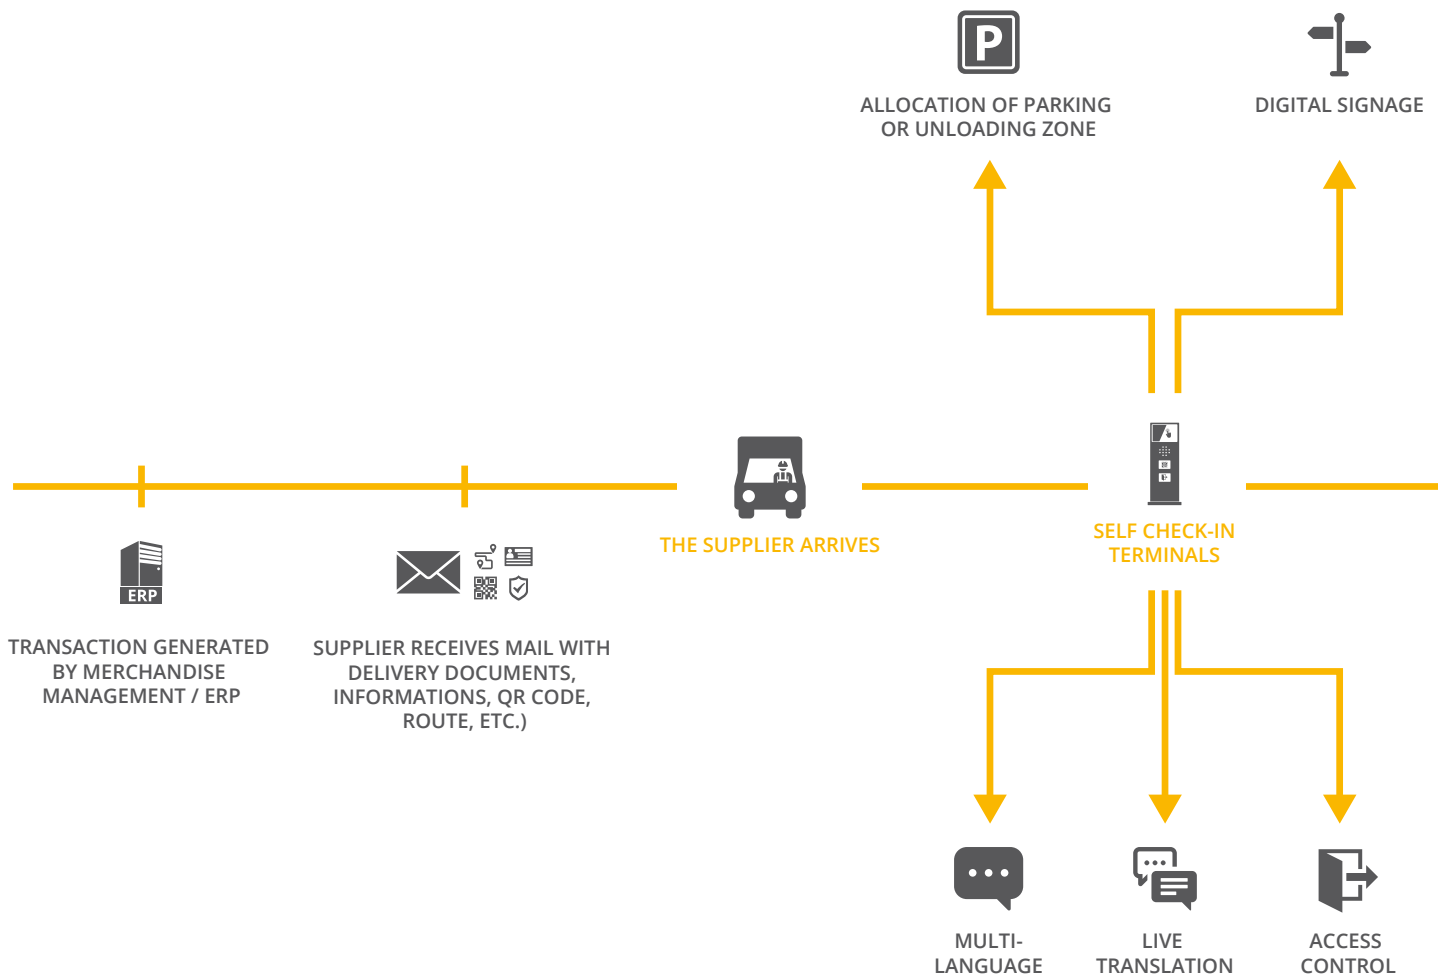 P
ALLOCATION OF PARKING
OR UNLOADING ZONE
DIGITAL SIGNAGE
THE SUPPLIER ARRIVES
SELF CHECK-IN
TERMINALS
ERP
TRANSACTION GENERATED
BY MERCHANDISE
MANAGEMENT / ERP
SUPPLIER RECEIVES MAIL WITH
DELIVERY DOCUMENTS,
INFORMATIONS, QR CODE,
ROUTE, ETC.)
MULTI-
LANGUAGE
LIVE
TRANSLATION
ACCESS
CONTROL